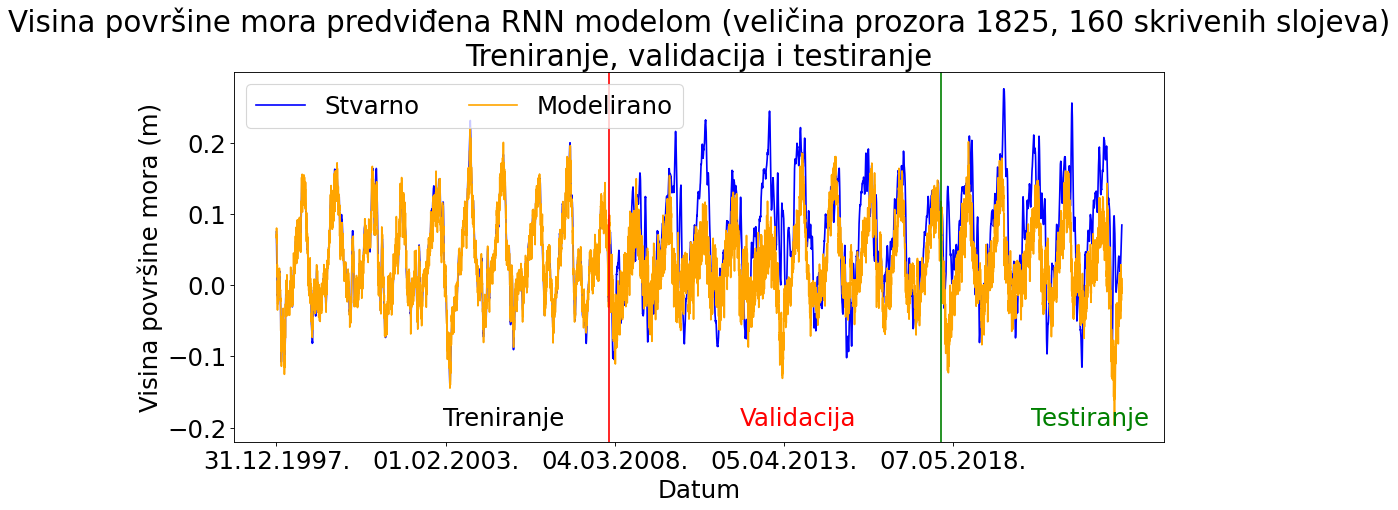 Visina površine mora predviđena RNN modelom (veličina prozora 1825, 160 skrivenih slojeva)
Treniranje, validacija i testiranje
Stvarno
Modelirano
Visina površine mora (m)
0.2
0.1
0.0
−0.1
−0.2
Treniranje
Validacija
Testiranje
31.12.1997.
01.02.2003.
04.03.2008.
05.04.2013.
07.05.2018.
Datum